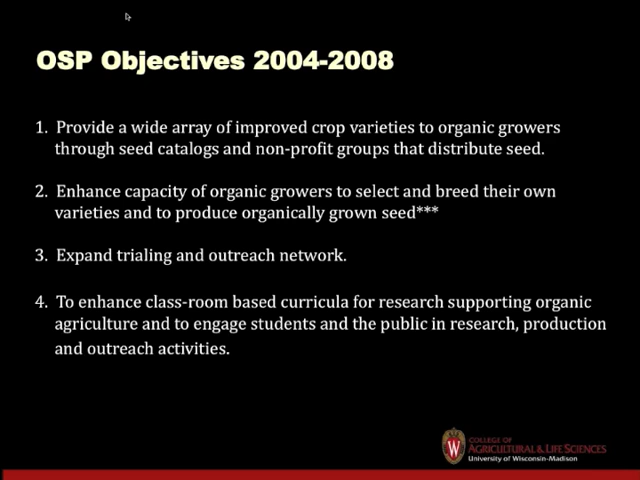 OSP Objectives 2004-2008
1. Provide a wide array of improved crop varieties to organic growers
through seed catalogs and non-profit groups that distribute seed.
2. Enhance capacity of organic growers to select and breed their own
varieties and to produce organically grown seed***
3. Expand trialing and outreach network.
4. To enhance class-room based curricula for research supporting organic
agriculture and to engage students and the public in research, production
and outreach activities.
W
COLLEGE OF
AGRICULTURAL & LIFE SCIENCES
University of Wisconsin-Madison